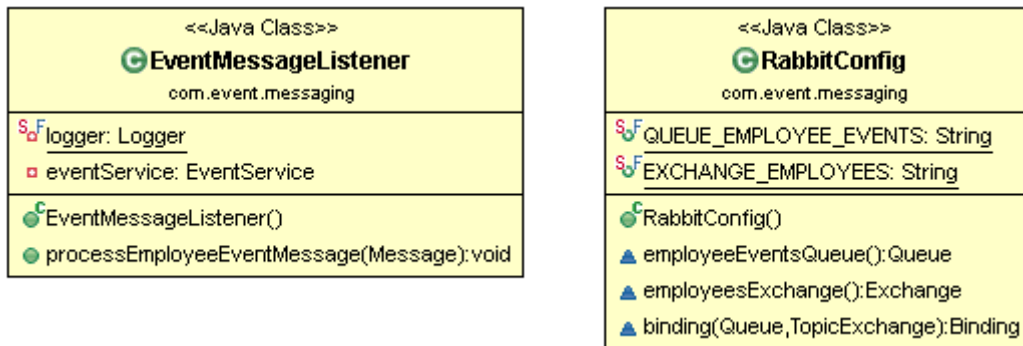 <<Java Class>>
EventMessageListener
com.event.messaging
logger: Logger
eventService: EventService
EventMessageListener()
processEmployeeEventMessage(Message):void
<<Java Class>>
RabbitConfig
com.event.messaging
QUEUE_EMPLOYEE_EVENTS: String
EXCHANGE_EMPLOYEES: String
RabbitConfig()
employeeEventsQueue():Queue
employeesExchange():Exchange
binding(Queue,TopicExchange):Binding